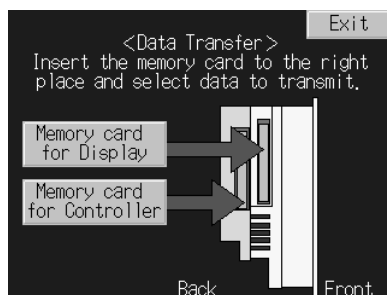 Exit
<Data Transfer>
Insert the memory card to the right
place and select data to transmit.
Memory card
for Display
Memory card
for Controller
Back
Front